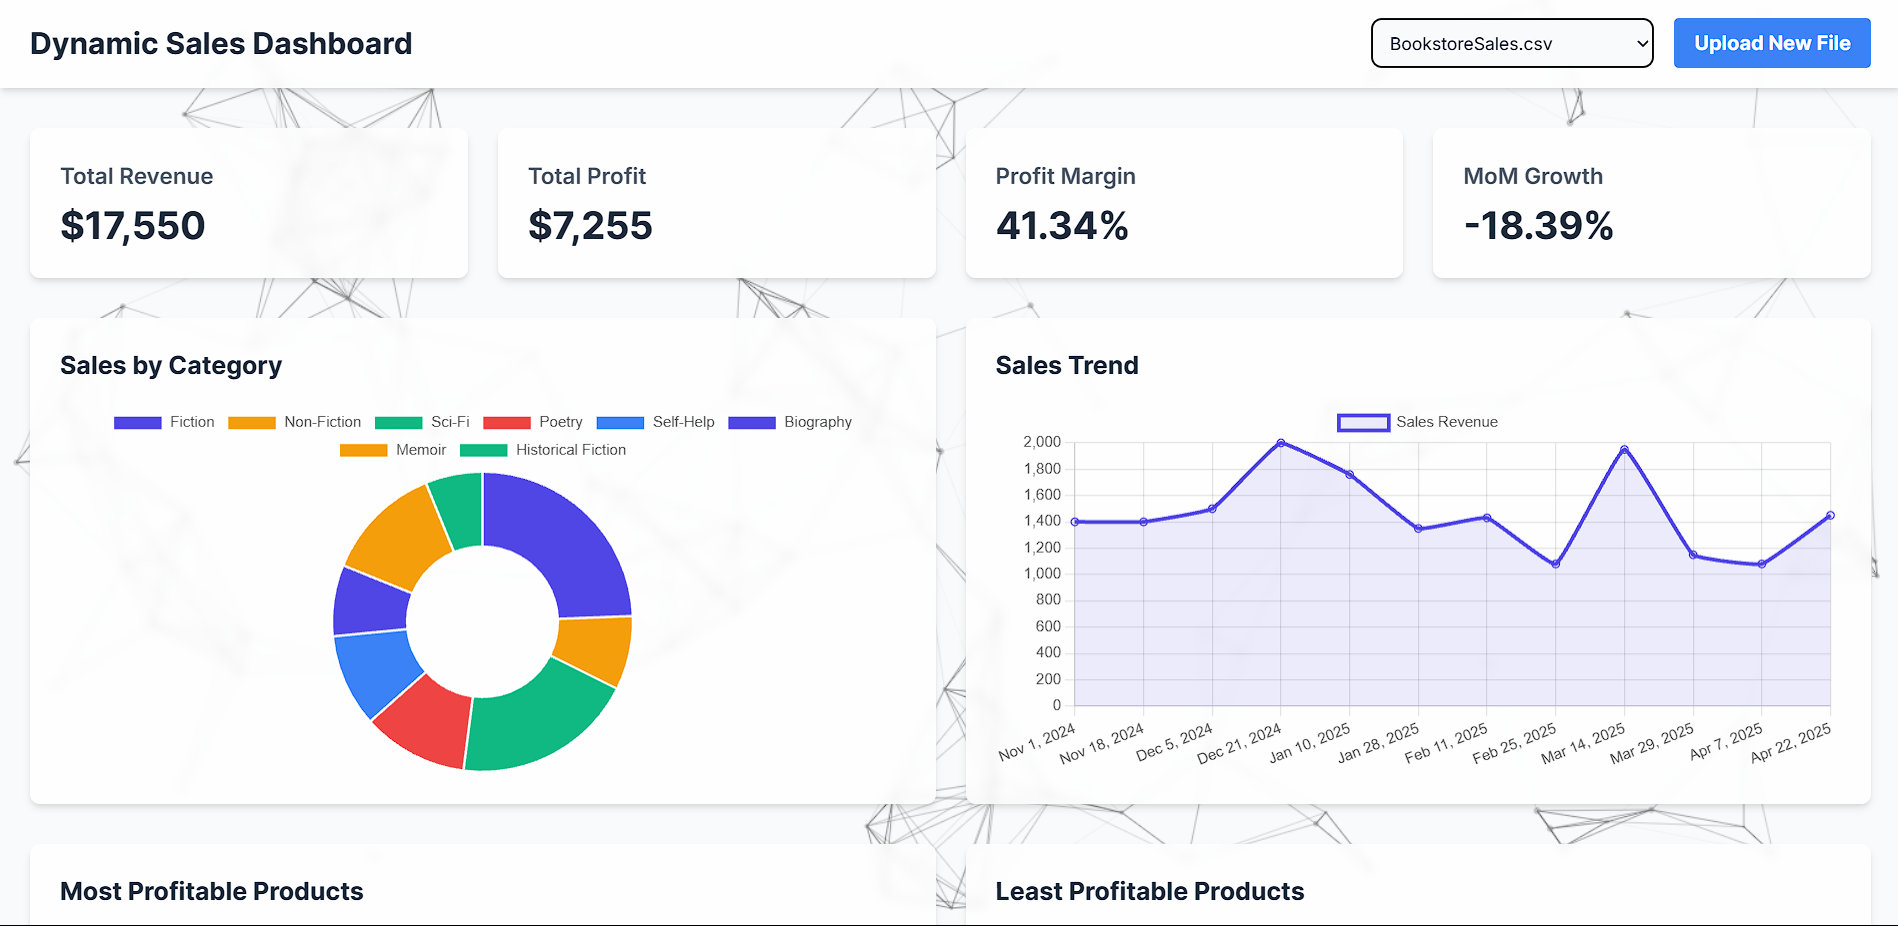 Dynamic Sales Dashboard
BookstoreSales.csv
Upload New File
Total Revenue
$17,550
Total Profit
$7,255
Profit Margin
41.34%
MoM Growth
-18.39%
Sales by Category
Fiction Non-Fiction Sci-Fi Poetry Self-Help Biography
Memoir Historical Fiction
Sales Trend
Sales Revenue
2,000
1,800
1,600
1,400
1,200
1,000
800
600
400
200
0
Nov 1, 2024
Nov 18, 2024
Dec 5, 2024
Dec 21, 2024
Jan 10, 2025
Jan 28, 2025
Feb 11, 2025
Feb 25, 2025
Mar 14, 2025
Mar 29, 2025
Apr 7, 2025
Apr 22, 2025
Most Profitable Products
Least Profitable Products